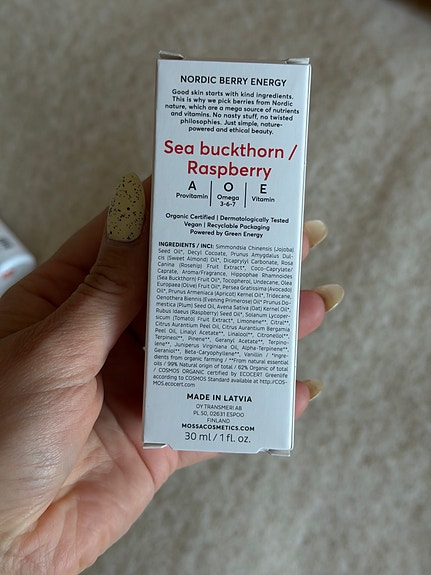 NORDIC BERRY ENERGY
Good skin starts with kind ingredients.
This is why we pick berries from Nordic
nature, which are a mega source of nutrients
and vitamins. No nasty stuff, no twisted
philosophies. Just simple, nature-
powered and ethical beauty.
Sea buckthorn /
Raspberry
A | O | E
Provitamin | Omega 3-6-7 | Vitamin
Organic Certified | Dermatologically Tested
Vegan | Recyclable Packaging
Powered by Green Energy
INGREDIENTS / INCI: Simmondsia Chinensis (Jojoba)
Seed Oil*, Decyl Cocoate, Prunus Amygdalus Dul-
cis (Sweet Almond) Oil*, Dicaprylyl Carbonate, Rosa
Canina (Rosehip) Fruit Extract*, Coco-Caprylate/
Caprate, Aroma/Fragrance, Hippophae Rhamnoides
(Sea Buckthorn) Fruit Oil*, Tocopherol, Undecane, Olea
Europaea (Olive) Fruit Oil*, Persea Gratissima (Avocado)
Oil*, Prunus Armeniaca (Apricot) Kernel Oil*, Tridecane,
Oenothera Biennis (Evening Primrose) Oil* Prunus Do-
mestica (Plum) Seed Oil, Avena Sativa (Oat) Kernel Oil*,
Rubus Idaeus (Raspberry) Seed Oil*, Solanum Lycoper-
sicum (Tomato) Fruit Extract*, Limonene**, Citral**,
Citrus Aurantium Peel Oil, Citrus Aurantium Bergamia
Peel Oil, Linalyl Acetate**, Linalool**, Citronellol**,
Terpineol**, Pinene**, Geranyl Acetate**, Terpino-
lene**, Juniperus Virginiana Oil, Alpha-Terpinene**,
Geraniol**, Beta-Caryophyllene**, Vanillin / *Ingre-
dients from organic farming / **From natural essential
oils / 99% Natural origin of total / 62% Organic of total
/ COSMOS ORGANIC certified by ECOCERT Greenlife
according to COSMOS Standard available at http://COS-
MOS.ecocert.com
MADE IN LATVIA
OY TRANSMERI AB
PL 50, 02631 ESPOO
FINLAND
MOSSACOSMETICS.COM
30 ml / 1 fl. oz.